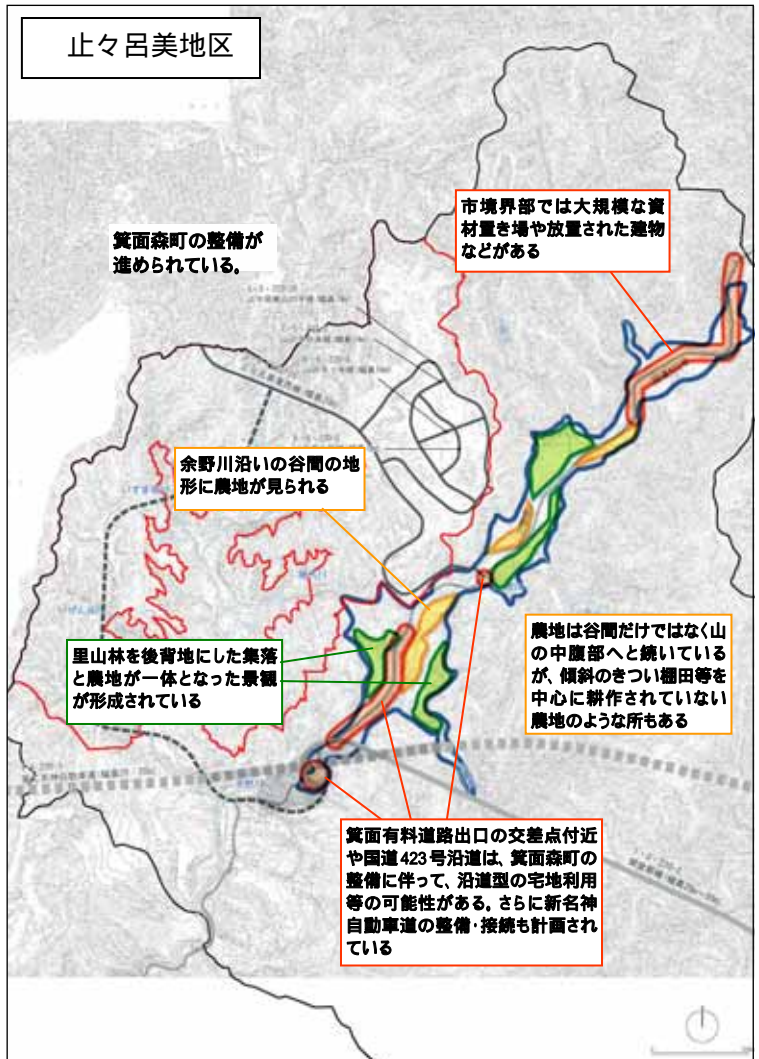 止々呂美地区
箕面森町の整備が
進められている。
市境界部では大規模な資
材置き場や放置された建物
などがある
余野川沿いの谷間の地
形に農地が見られる
里山林を後背地にした集落
と農地が一体となった景観
が形成されている
農地は谷間だけではなく山
の中腹部へと続いている
が、傾斜のきつい棚田等を
中心に耕作されていない
農地のような所もある
箕面有料道路出口の交差点付近
や国道423号沿道は、箕面森町の
整備に伴って、沿道型の宅地利用
等の可能性がある。さらに新名神
自動車道の整備・接続も計画され
ている